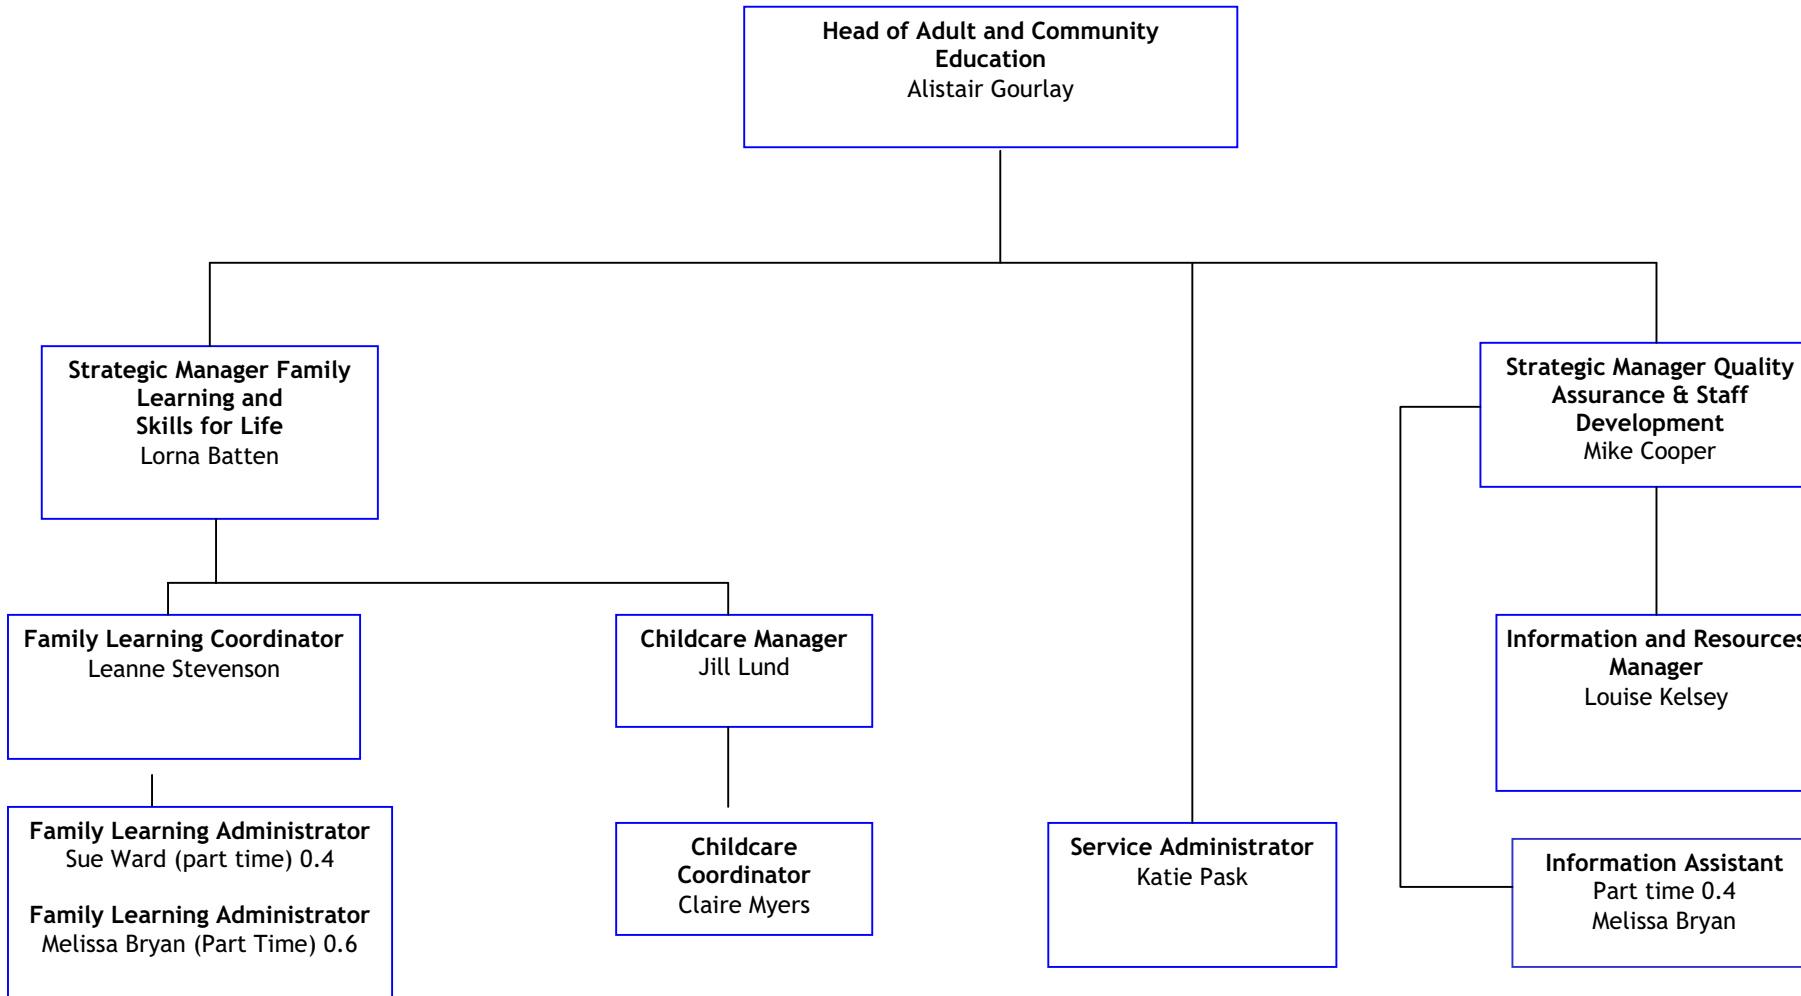 Head of Adult and Community
Education
Alistair Gourlay
Strategic Manager Family
Learning and
Skills for Life
Lorna Batten
Strategic Manager Quality
Assurance & Staff
Development
Mike Cooper
Family Learning Coordinator
Leanne Stevenson
Childcare Manager
Jill Lund
Information and Resources
Manager
Louise Kelsey
Family Learning Administrator
Sue Ward (part time) 0.4
Family Learning Administrator
Melissa Bryan (Part Time) 0.6
Childcare
Coordinator
Claire Myers
Service Administrator
Katie Pask
Information Assistant
Part time 0.4
Melissa Bryan